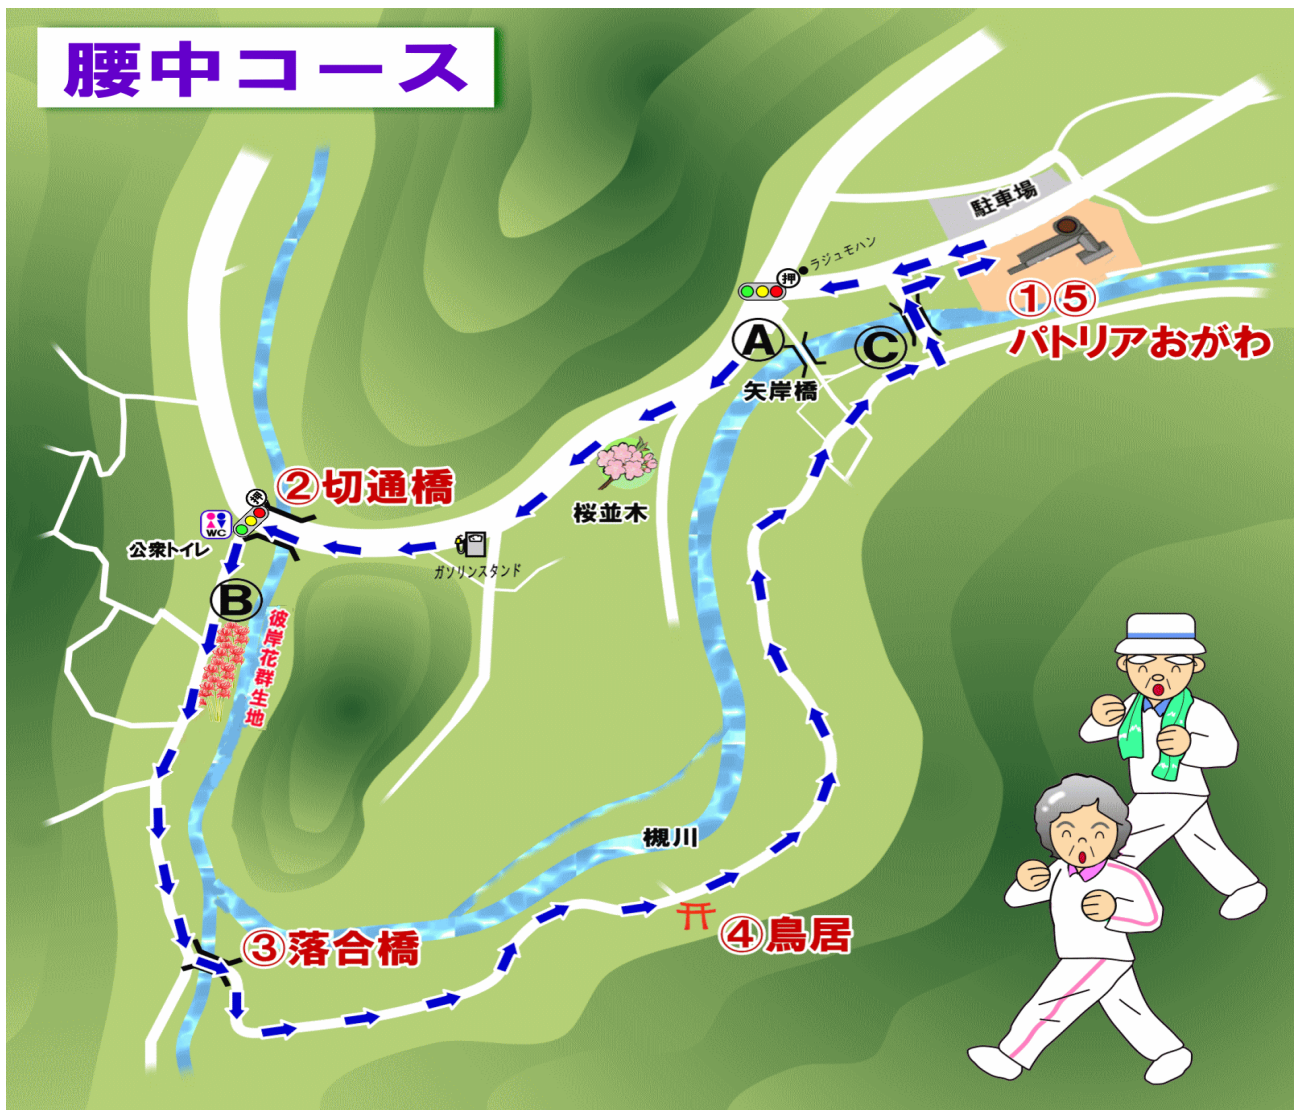 腰中コース
駐車場
ラジュモハン
押
①⑤
パトリアおがわ
A
C
矢岸橋
桜並木
②切通橋
押
WC
公衆トイレ
ガソリンスタンド
B
彼岸花群生地
槻川
④鳥居
③落合橋